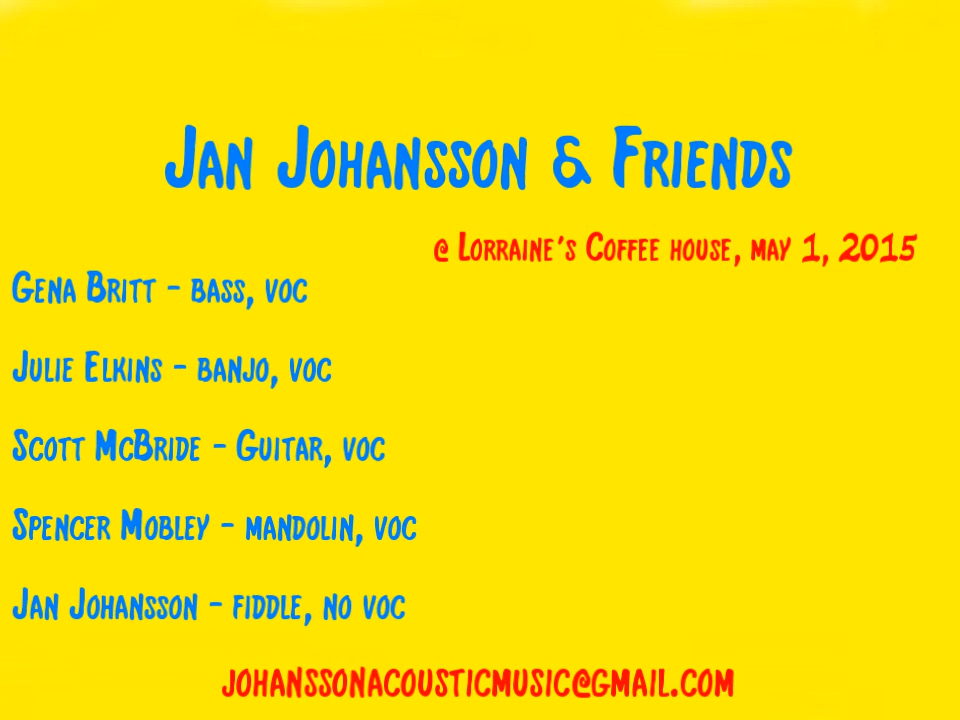 Jan Johansson & Friends
@ Lorraine's Coffee house, may 1, 2015
Gena Britt - bass, voc
Julie Elkins - banjo, voc
Scott McBride - Guitar, voc
Spencer Mobley - mandolin, voc
Jan Johansson - fiddle, no voc
johanssonacousticmusic@gmail.com